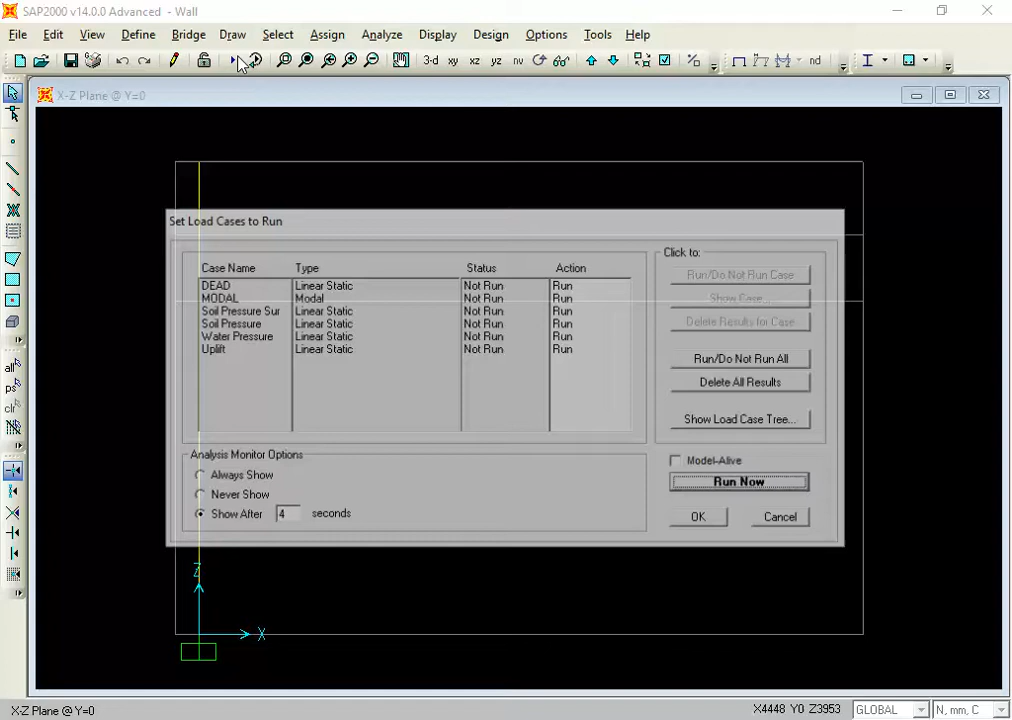 SAP2000 v14.0.0 Advanced - Wall
File Edit View Define Bridge Draw Select Assign Analyze Display Design Options Tools Help
3-d xy xz yz nv nd
X-Z Plane @ Y=0
all
ps
clr
Set Load Cases to Run
Click to:
Case Name Type Status Action
DEAD Linear Static Not Run Run
MODAL Modal Not Run Run
Soil Pressure Sur Linear Static Not Run Run
Soil Pressure Linear Static Not Run Run
Water Pressure Linear Static Not Run Run
Uplift Linear Static Not Run Run
Run/Do Not Run Case
Show Case...
Delete Results for Case
Run/Do Not Run All
Delete All Results
Show Load Case Tree...
Analysis Monitor Options
Always Show
Never Show
Show After 4 seconds
Model-Alive
Run Now
OK Cancel
Z
X
X-Z Plane @ Y=0 X4448 Y0 Z3953 GLOBAL N, mm, C